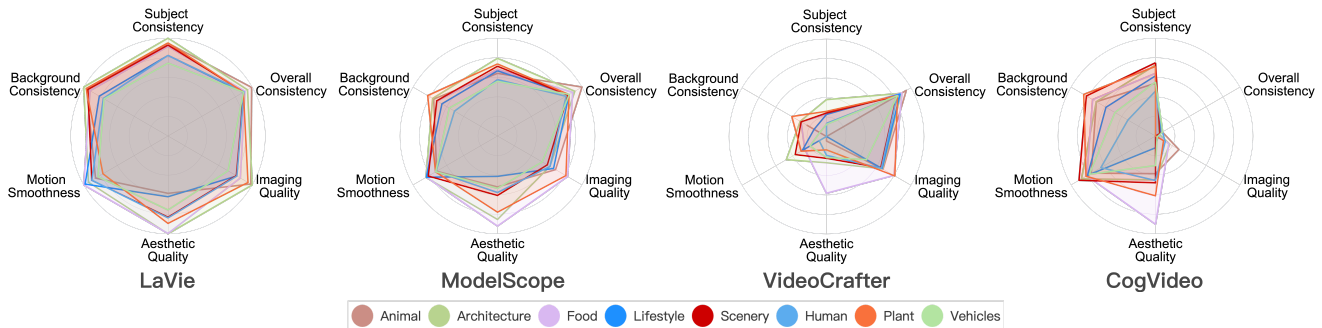 Subject
Consistency
Overall
Consistency
Imaging
Quality
Aesthetic
Quality
Motion
Smoothness
Background
Consistency
LaVie
Subject
Consistency
Overall
Consistency
Imaging
Quality
Aesthetic
Quality
Motion
Smoothness
Background
Consistency
ModelScope
Subject
Consistency
Overall
Consistency
Imaging
Quality
Aesthetic
Quality
Motion
Smoothness
Background
Consistency
VideoCrafter
Subject
Consistency
Overall
Consistency
Imaging
Quality
Aesthetic
Quality
Motion
Smoothness
Background
Consistency
CogVideo
Animal Architecture Food Lifestyle Scenery Human Plant Vehicles